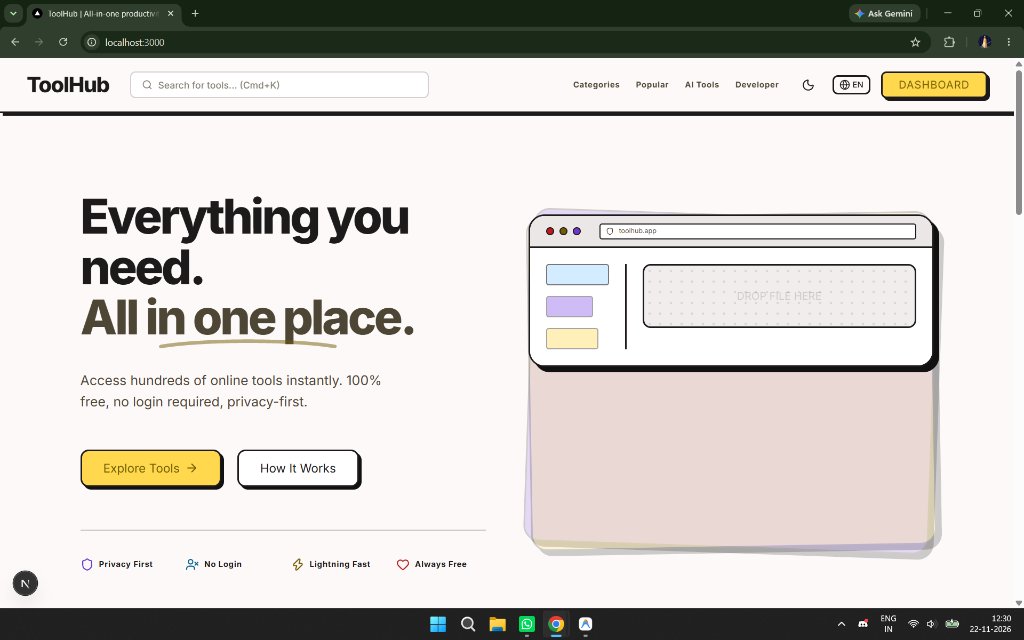 ToolHub | All-in-one productivi
Ask Gemini
localhost:3000
ToolHub
Search for tools... (Cmd+K)
Categories
Popular
AI Tools
Developer
EN
DASHBOARD
Everything you
need.
All in one place.
Access hundreds of online tools instantly. 100%
free, no login required, privacy-first.
Explore Tools →
How It Works
Privacy First
No Login
Lightning Fast
Always Free
toolhub.app
DROP FILE HERE
N
ENG
IN
12:30
22-11-2026